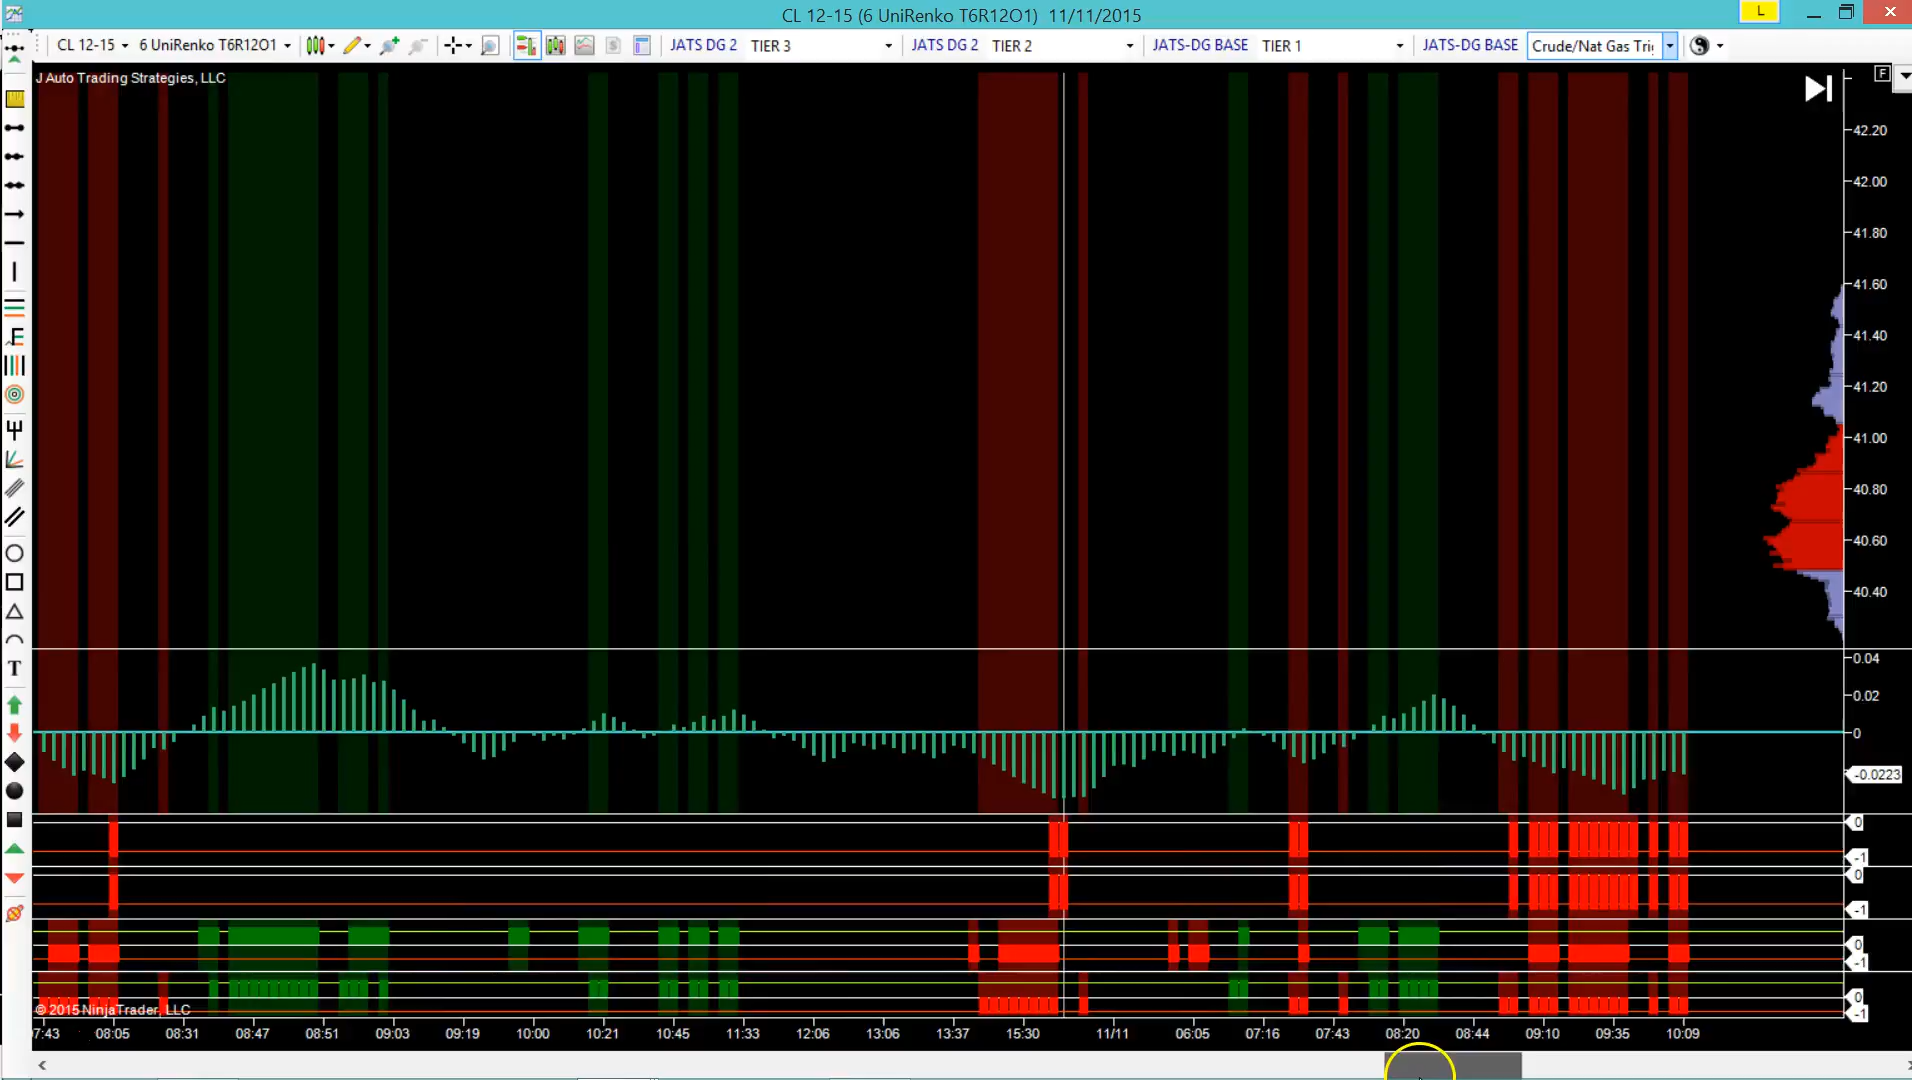 CL 12-15 (6 UniRenko T6R12O1)  11/11/2015
L
CL 12-15 6 UniRenko T6R12O1 JATS DG 2 TIER 3 JATS DG 2 TIER 2 JATS-DG BASE TIER 1 JATS-DG BASE Crude/Nat Gas Tri
J Auto Trading Strategies, LLC
F
42.20
42.00
41.80
41.60
41.40
41.20
41.00
40.80
40.60
40.40
0.04
0.02
0
-0.0223
0
-1
0
-1
0
-1
0
-1
© 2015 NinjaTrader, LLC
07:43 08:05 08:31 08:47 08:51 09:03 09:19 10:00 10:21 10:45 11:33 12:06 13:06 13:37 15:30 11/11 06:05 07:16 07:43 08:20 08:44 09:10 09:35 10:09
E
T